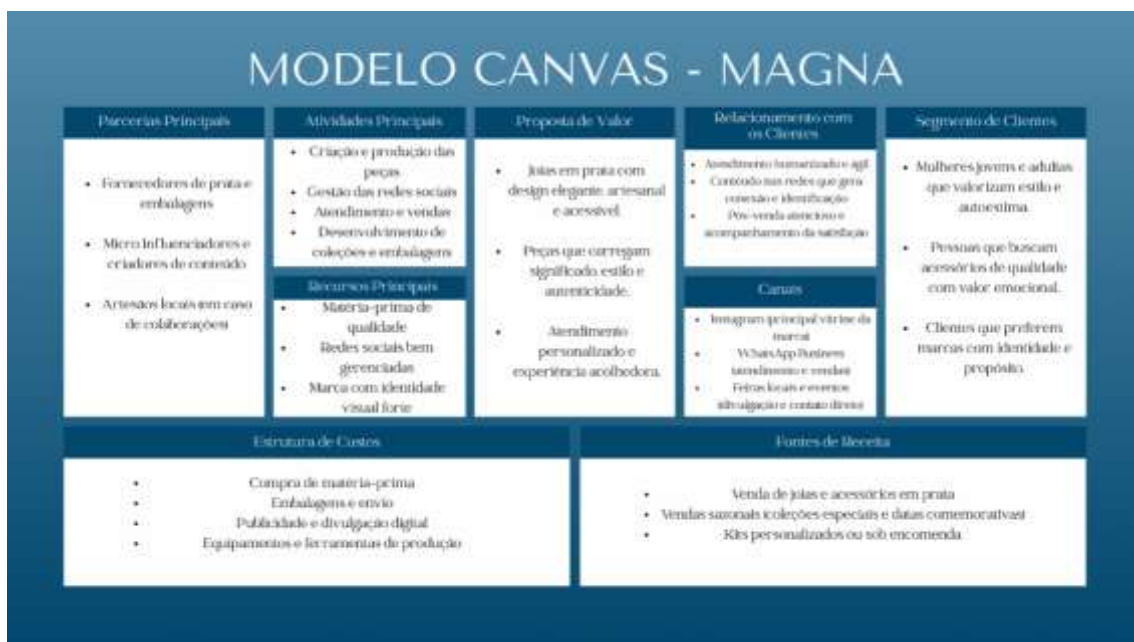 MODELO CANVAS - MAGNA
Parcerias Principais
• Fornecedores de prata e
embalagens
• Micro Influenciadores e
criadores de conteúdo
• Artesãos locais (em caso
de colaborações)
Atividades Principais
• Criação e produção das
peças
• Gestão das redes sociais
• Atendimento e vendas
• Desenvolvimento de
coleções e embalagens
Recursos Principais
• Matéria-prima de
qualidade
• Redes sociais bem
gerenciadas
• Marca com identidade
visual forte
Proposta de Valor
• Joias em prata com
design elegante, artesanal
e acessível.
• Peças que carregam
significado, estilo e
autenticidade.
• Atendimento
personalizado e
experiência acolhedora.
Relacionamento com
os Clientes
• Atendimento humanizado e ágil
• Conteúdo nas redes que gera
conexão e identificação
• Pós-venda atencioso e
acompanhamento da satisfação
Canais
• Instagram (principal vitrine da
marca)
• WhatsApp Business
(atendimento e vendas)
• Feiras locais e eventos
(divulgação e contato direto)
Segmento de Clientes
• Mulheres jovens e adultas
que valorizam estilo e
autoestima.
• Pessoas que buscam
acessórios de qualidade
com valor emocional.
• Clientes que preferem
marcas com identidade e
propósito.
Estrutura de Custos
• Compra de matéria-prima
• Embalagens e envio
• Publicidade e divulgação digital
• Equipamentos e ferramentas de produção
Fontes de Receita
• Venda de joias e acessórios em prata
• Vendas sazonais (coleções especiais e datas comemorativas)
• Kits personalizados ou sob encomenda